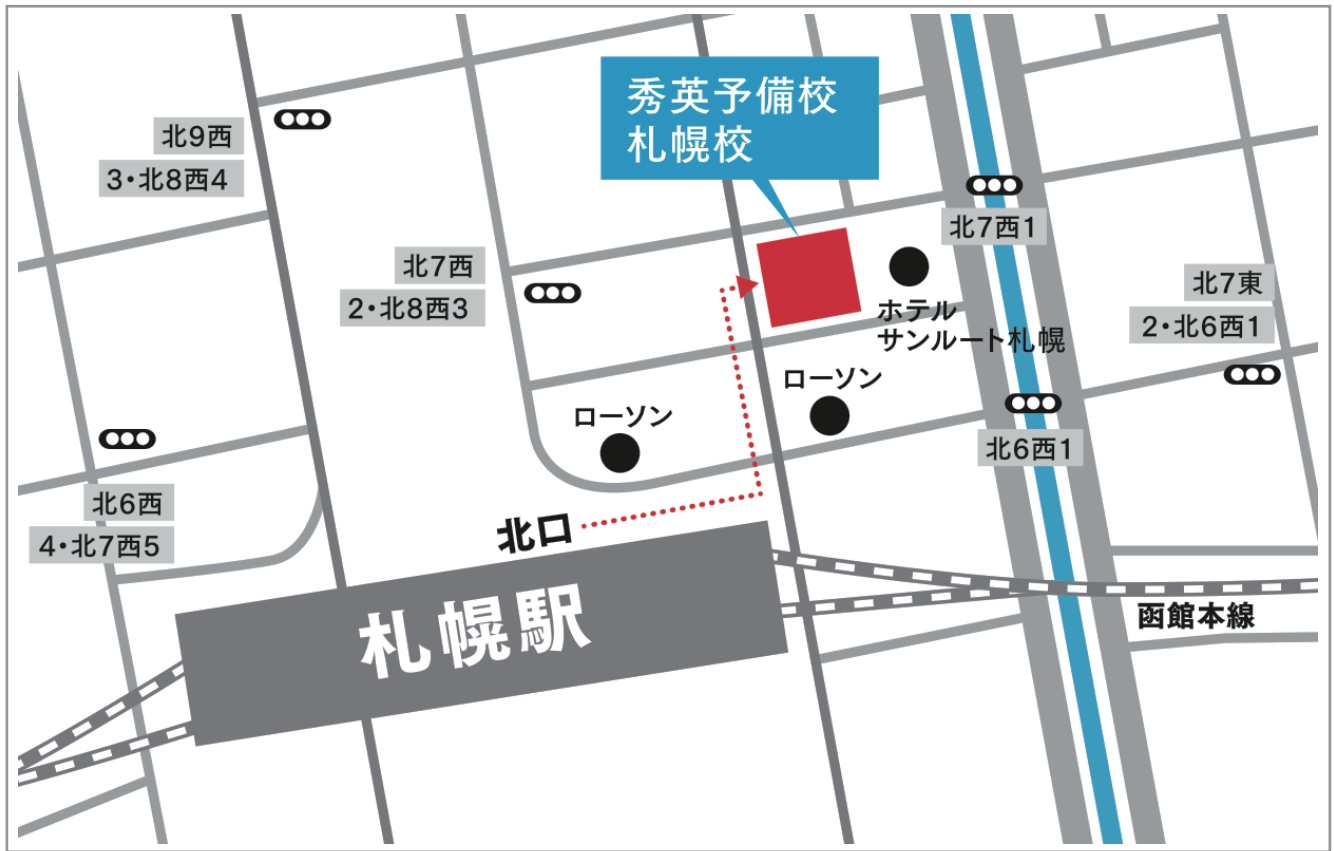 秀英予備校
札幌校
北9西
3・北8西4
北7西1
北7西
2・北8西3
北7東
2・北6西1
ホテル
サンルート札幌
ローソン
ローソン
北6西1
北6西
4・北7西5
北口
札幌駅
函館本線